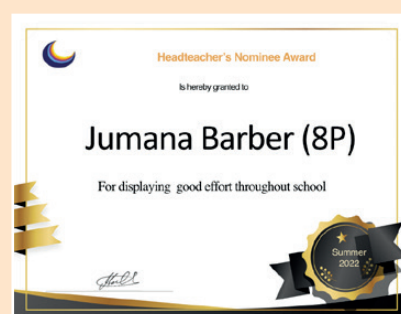 Headteacher's Nominee Award
Is hereby granted to
Jumana Barber (8P)
For displaying good effort throughout school
Summer
2022